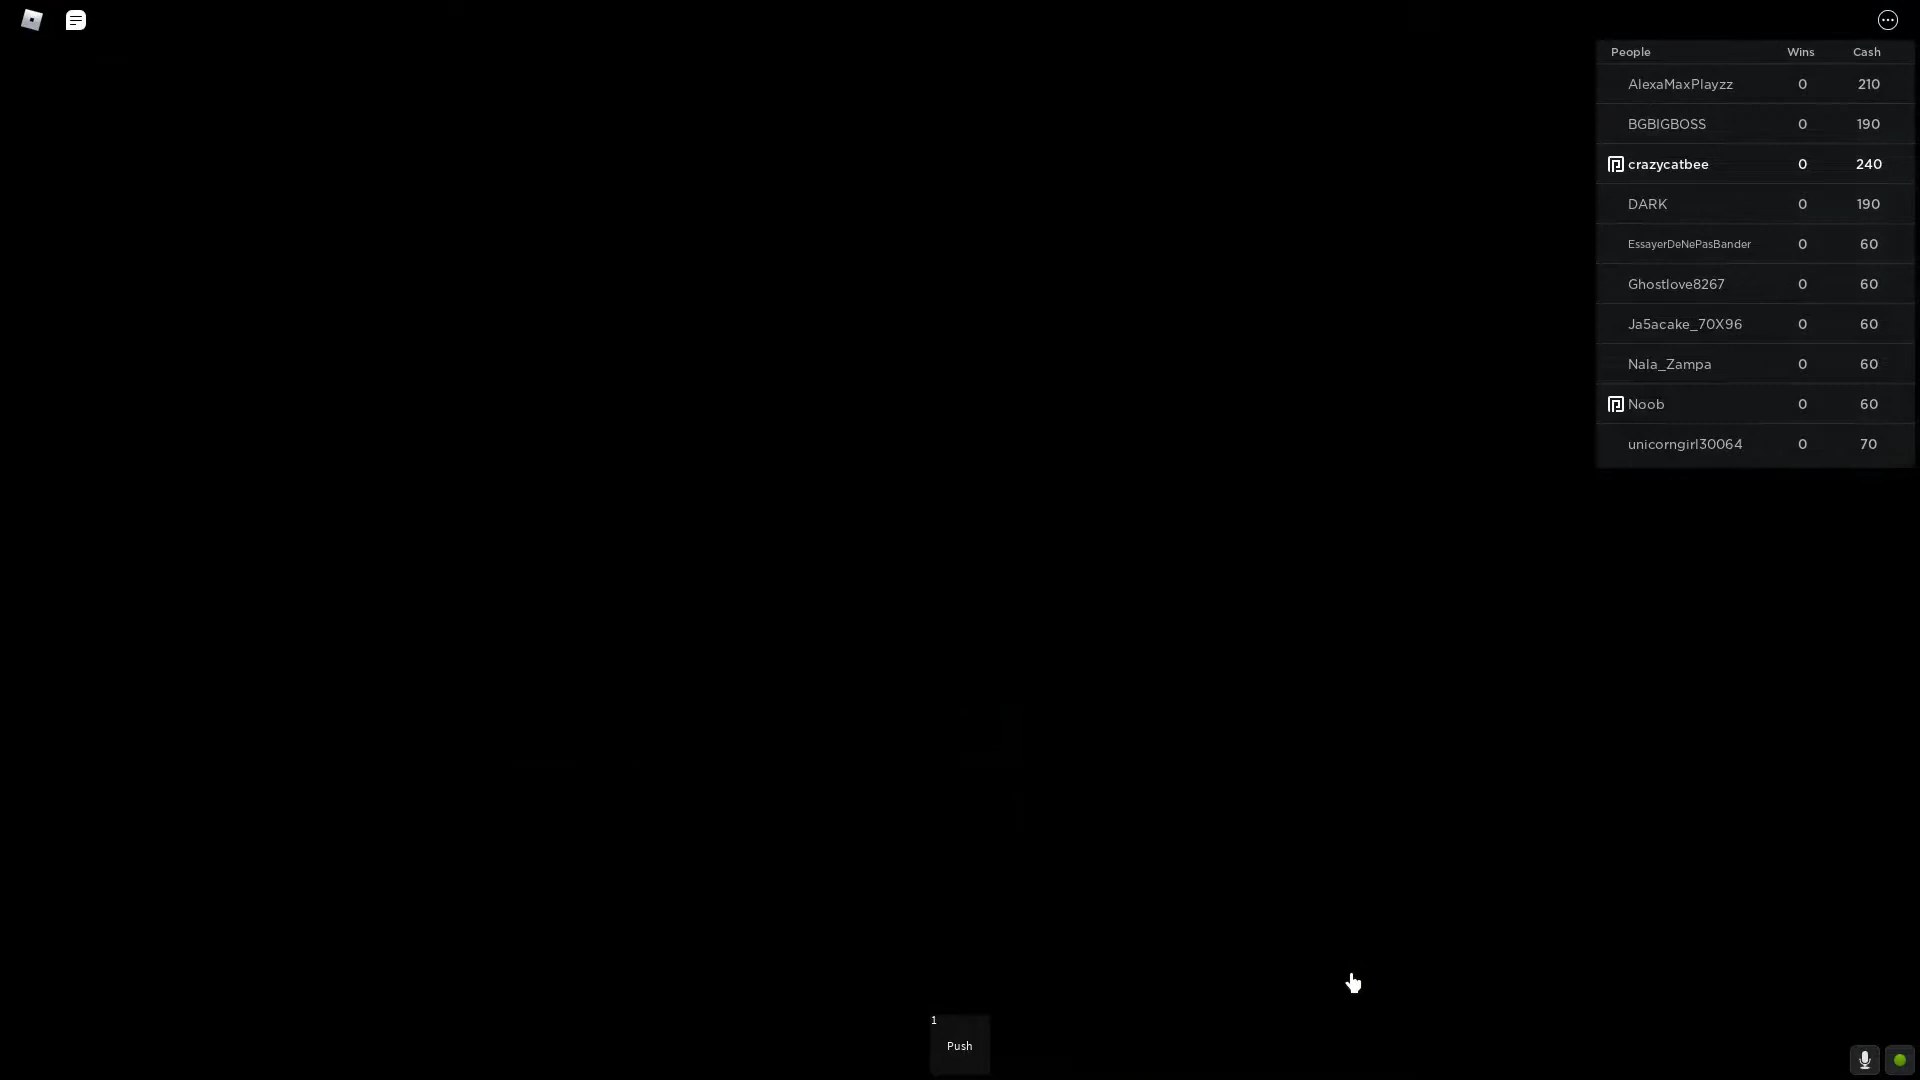 People Wins Cash
AlexaMaxPlayzz 0 210
BGBIGBOSS 0 190
crazycatbee 0 240
DARK 0 190
EssayerDeNePasBander 0 60
Ghostlove8267 0 60
Ja5acake_70X96 0 60
Nala_Zampa 0 60
Noob 0 60
unicorngirl30064 0 70
1
Push